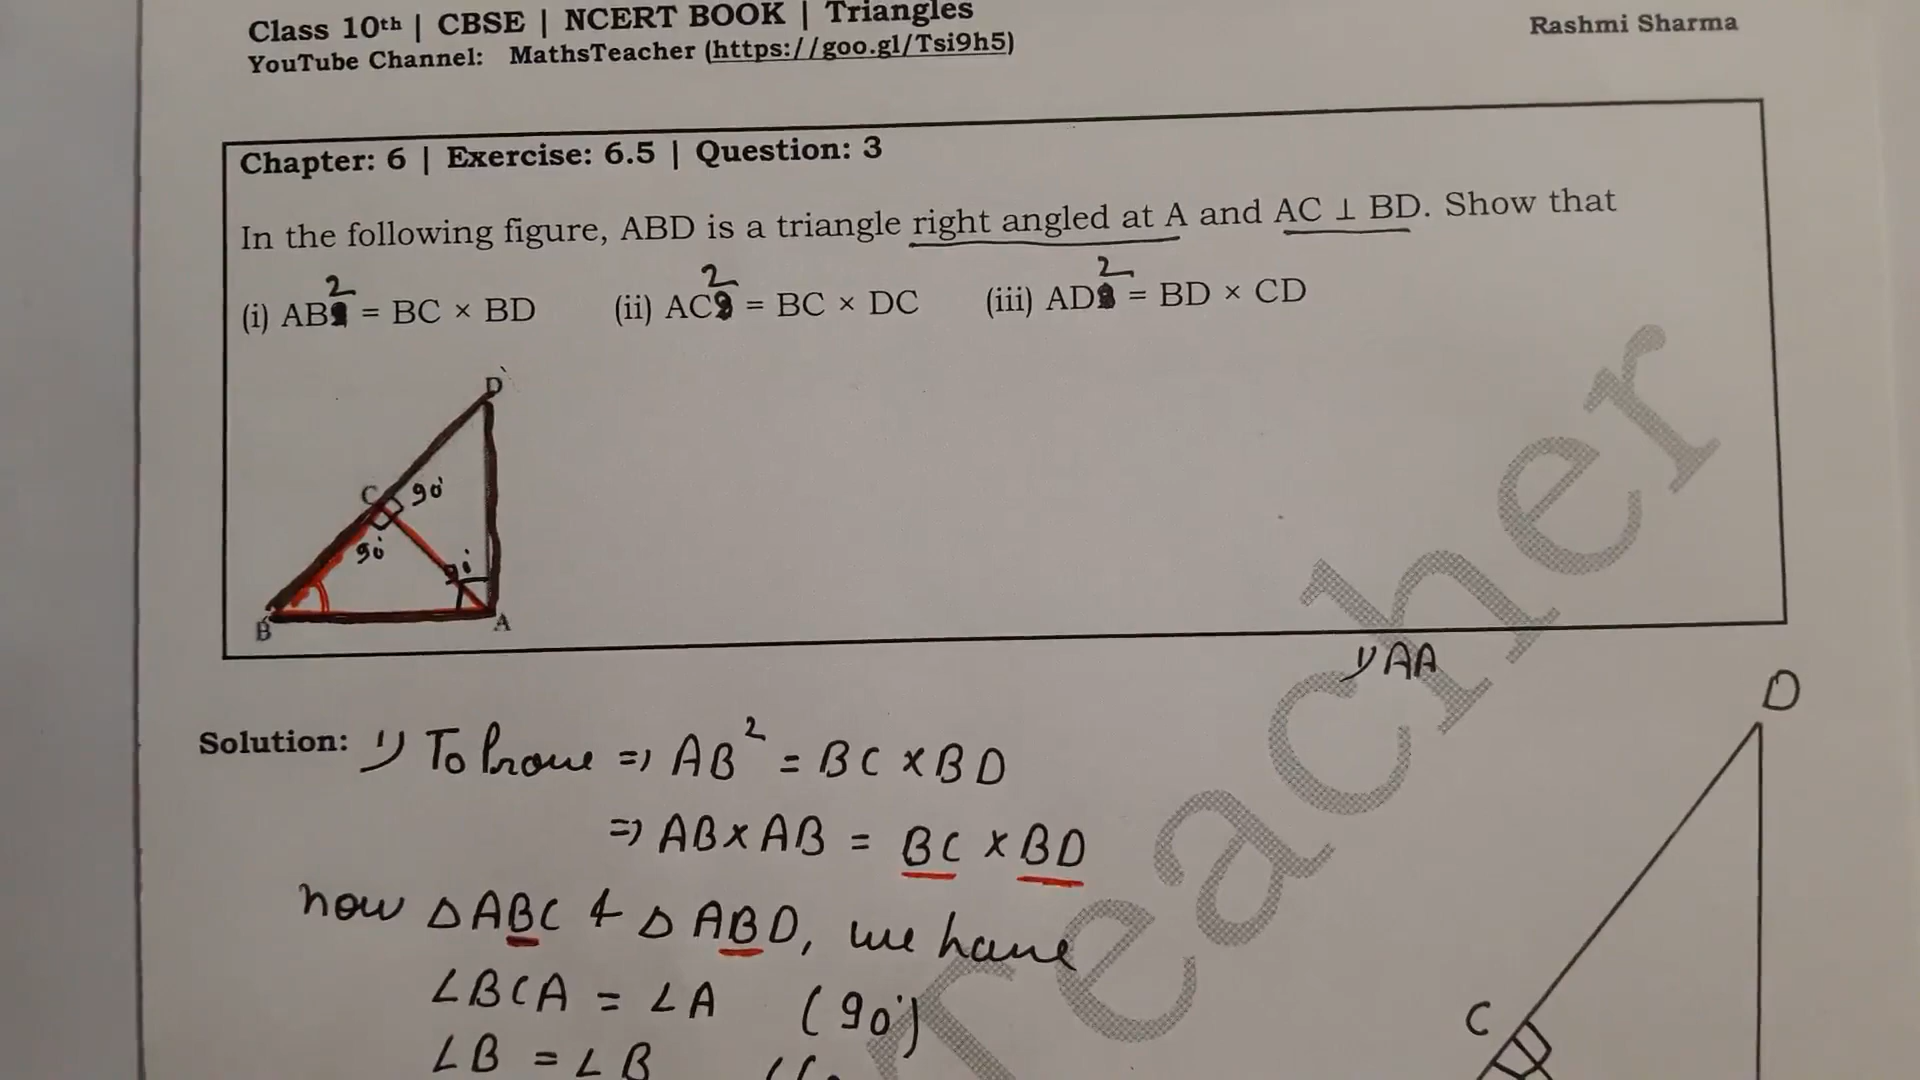 Class 10th | CBSE | NCERT BOOK | Triangles
Rashmi Sharma
YouTube Channel: MathsTeacher (https://goo.gl/Tsi9h5)
Chapter: 6 | Exercise: 6.5 | Question: 3
In the following figure, ABD is a triangle right angled at A and AC ⊥ BD. Show that
(i) AB² = BC × BD (ii) AC² = BC × DC (iii) AD² = BD × CD
D
C 90°
90°
90°
B A
1) AA
D
Solution: 1) To Prove => AB² = BC × BD
=> AB × AB = BC × BD
now △ABC & △ABD, we have
∠BCA = ∠A (90°)
C
∠B = ∠B
Teacher